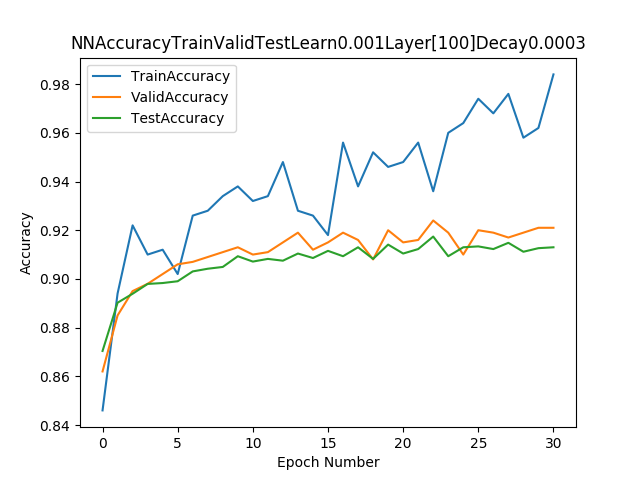 NNAccuracyTrainValidTestLearn0.001Layer[100]Decay0.0003
TrainAccuracy
ValidAccuracy
TestAccuracy
0.98
0.96
0.94
0.92
0.90
0.88
0.86
0.84
Accuracy
0 5 10 15 20 25 30
Epoch Number